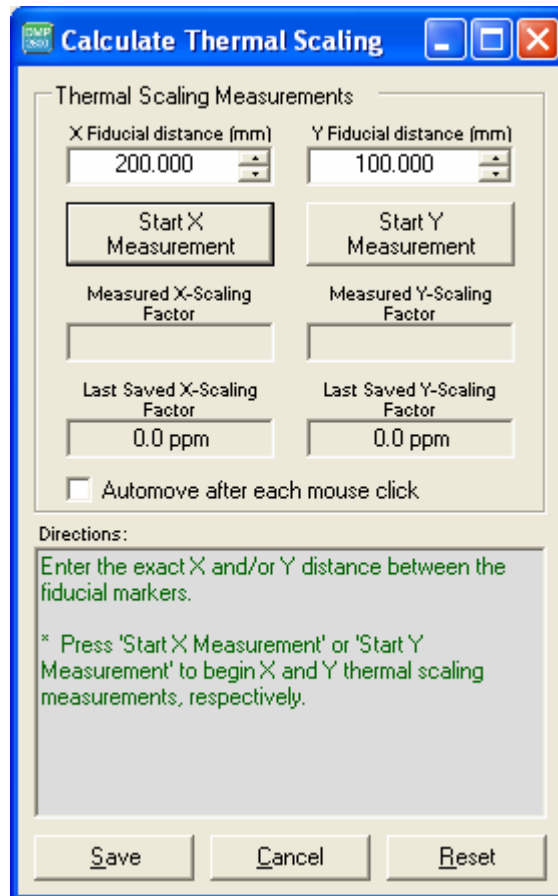 DMP
Calculate Thermal Scaling
Thermal Scaling Measurements
X Fiducial distance (mm) Y Fiducial distance (mm)
200.000 100.000
Start X Start Y
Measurement Measurement
Measured X-Scaling Measured Y-Scaling
Factor Factor
Last Saved X-Scaling Last Saved Y-Scaling
Factor Factor
0.0 ppm 0.0 ppm
Automove after each mouse click
Directions:
Enter the exact X and/or Y distance between the
fiducial markers.
* Press 'Start X Measurement' or 'Start Y
Measurement' to begin X and Y thermal scaling
measurements, respectively.
Save Cancel Reset